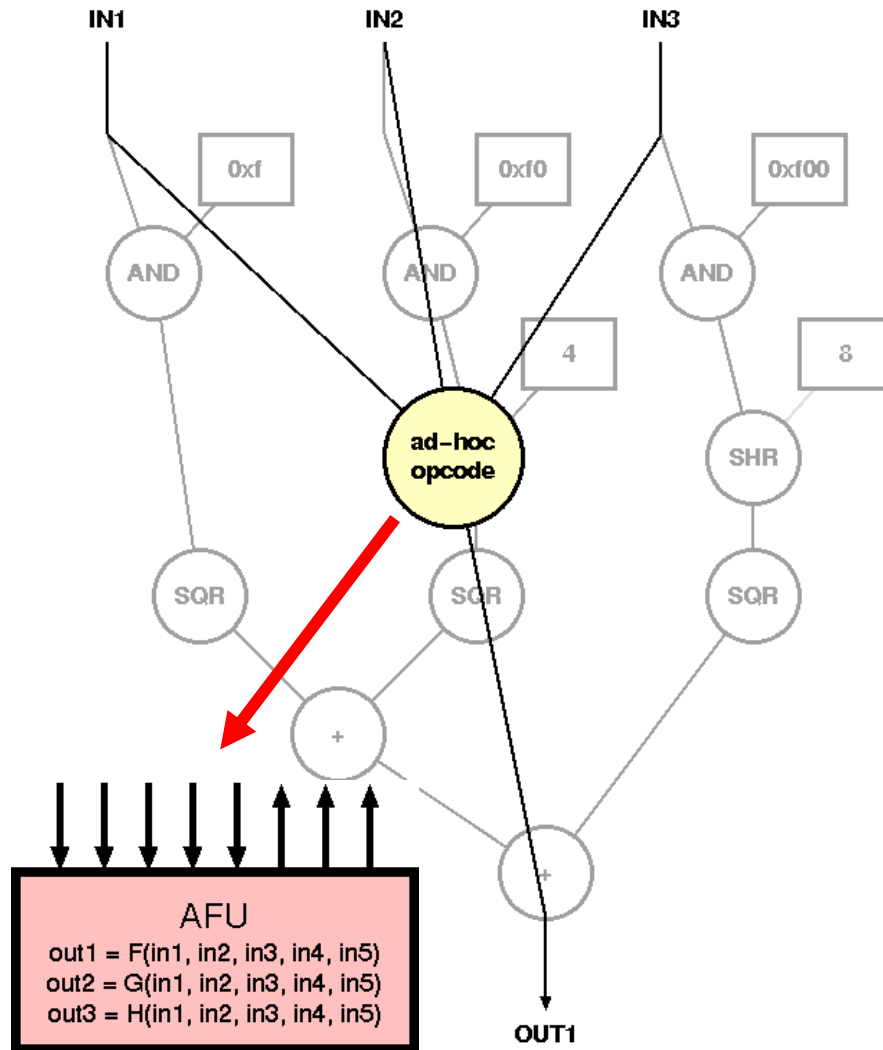 IN1 IN2 IN3
0xf 0xf0 0xf00
AND AND AND
4 8
ad-hoc
opcode
SHR
SQR SQR SQR
+
+
AFU
out1 = F(in1, in2, in3, in4, in5)
out2 = G(in1, in2, in3, in4, in5)
out3 = H(in1, in2, in3, in4, in5)
OUT1